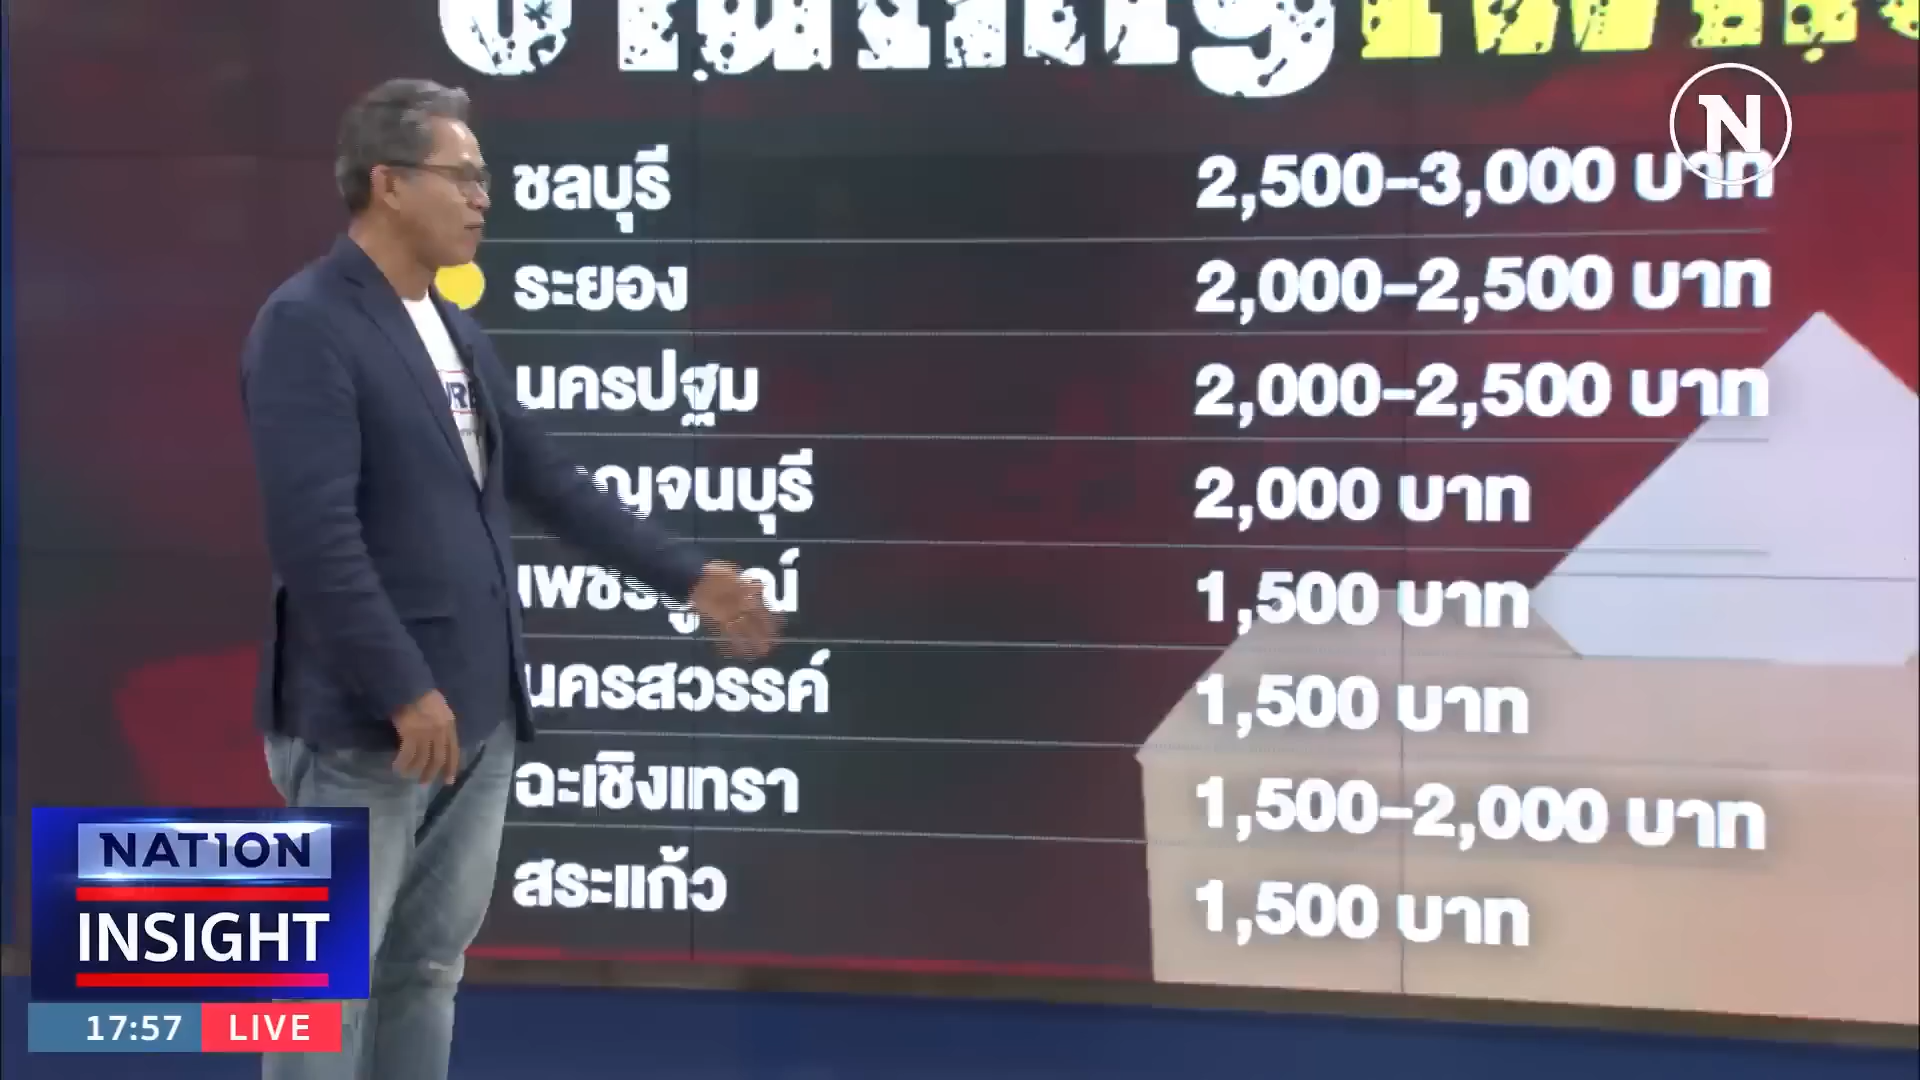 N
ชลบุรี 2,500-3,000 บาท
ระยอง 2,000-2,500 บาท
นครปฐม 2,000-2,500 บาท
2,000 บาท
1,500 บาท
นครสวรรค์ 1,500 บาท
ฉะเชิงเทรา 1,500-2,000 บาท
สระแก้ว 1,500 บาท
NATION
INSIGHT
17:57 LIVE